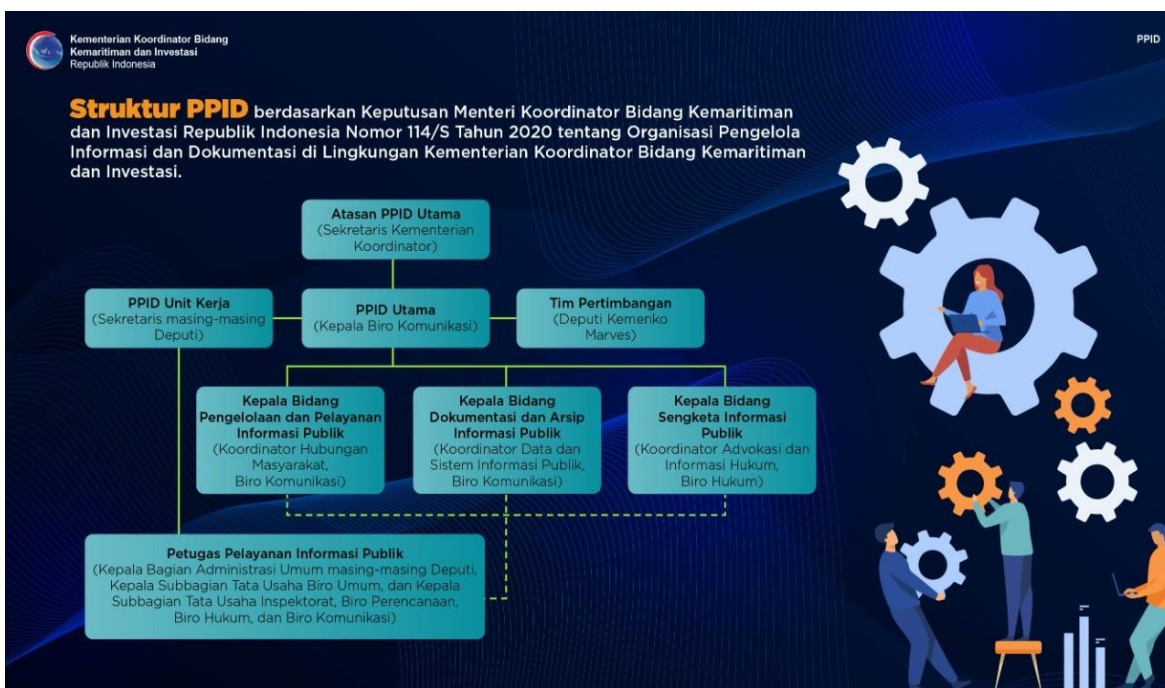 Kementerian Koordinator Bidang
Kemaritiman dan Investasi
Republik Indonesia
PPID
Struktur PPID berdasarkan Keputusan Menteri Koordinator Bidang Kemaritiman
dan Investasi Republik Indonesia Nomor 114/S Tahun 2020 tentang Organisasi Pengelola
Informasi dan Dokumentasi di Lingkungan Kementerian Koordinator Bidang Kemaritiman
dan Investasi.
Atasan PPID Utama
(Sekretaris Kementerian
Koordinator)
PPID Unit Kerja
(Sekretaris masing-masing
Deputi)
PPID Utama
(Kepala Biro Komunikasi)
Tim Pertimbangan
(Deputi Kemenko
Marves)
Kepala Bidang
Pengelolaan dan Pelayanan
Informasi Publik
(Koordinator Hubungan
Masyarakat,
Biro Komunikasi)
Kepala Bidang
Dokumentasi dan Arsip
Informasi Publik
(Koordinator Data dan
Sistem Informasi Publik,
Biro Komunikasi)
Kepala Bidang
Sengketa Informasi
Publik
(Koordinator Advokasi dan
Informasi Hukum,
Biro Hukum)
Petugas Pelayanan Informasi Publik
(Kepala Bagian Administrasi Umum masing-masing Deputi,
Kepala Subbagian Tata Usaha Biro Umum, dan Kepala
Subbagian Tata Usaha Inspektorat, Biro Perencanaan,
Biro Hukum, dan Biro Komunikasi)